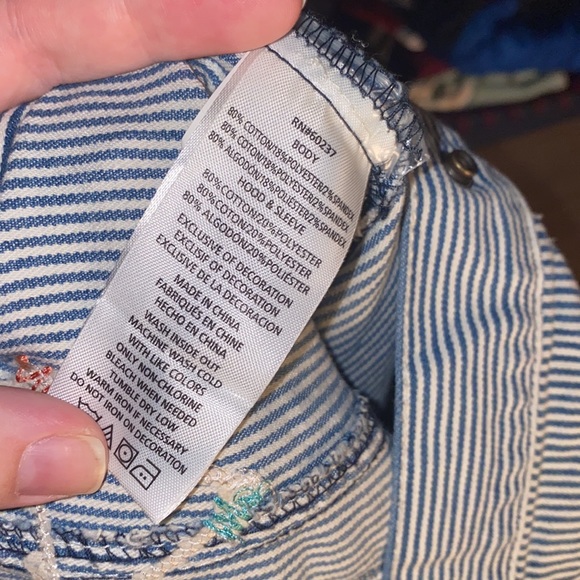 RN#60237
BODY
80% COTTON/18%POLYESTER/2%SPANDEX
80% COTON/18%POLYESTER/2%SPANDEX
80% ALGODON/18%POLIESTER/2%SPANDEX
HOOD & SLEEVE
80% COTTON/20%POLYESTER
80% COTON/20%POLYESTER
80% ALGODON/20%POLIÉSTER
EXCLUSIVE OF DECORATION
EXCLUSIF DE DECORATION
EXCLUSIVA DE LA DECORACION
MADE IN CHINA
FABRIQUÉS EN CHINE
HECHO EN CHINA
WASH INSIDE OUT
MACHINE WASH COLD
WITH LIKE COLORS
ONLY NON-CHLORINE
BLEACH WHEN NEEDED
TUMBLE DRY LOW
WARM IRON IF NECESSARY
DO NOT IRON ON DECORATION